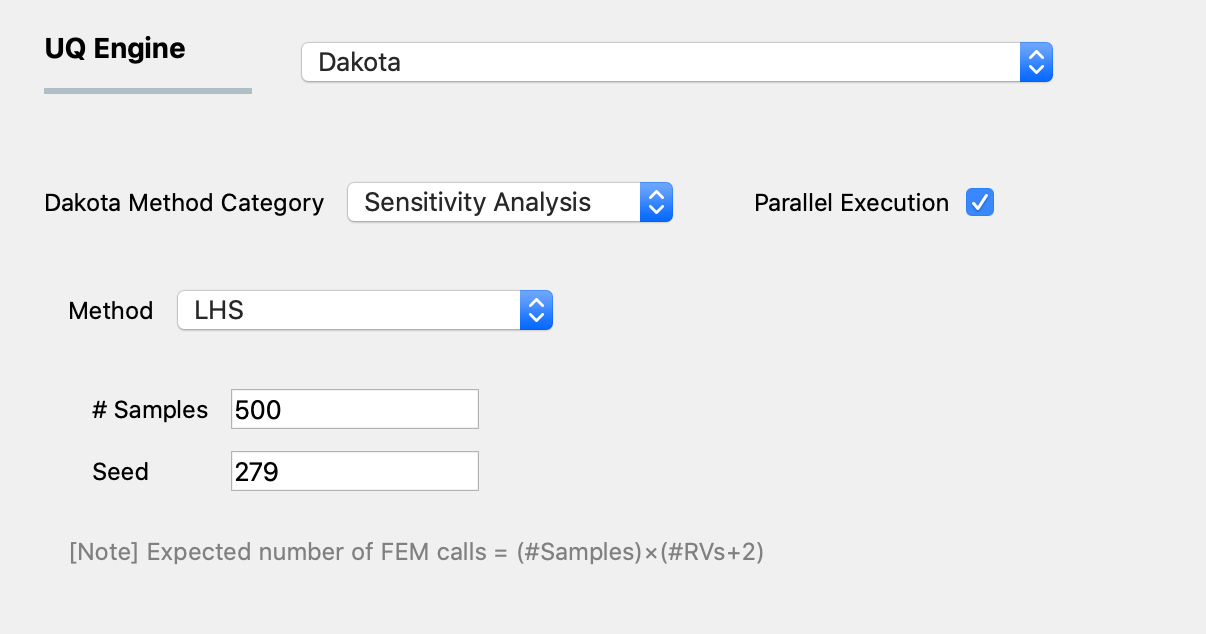 UQ Engine
Dakota
Dakota Method Category Sensitivity Analysis Parallel Execution
Method LHS
# Samples 500
Seed 279
[Note] Expected number of FEM calls = (#Samples)×(#RVs+2)